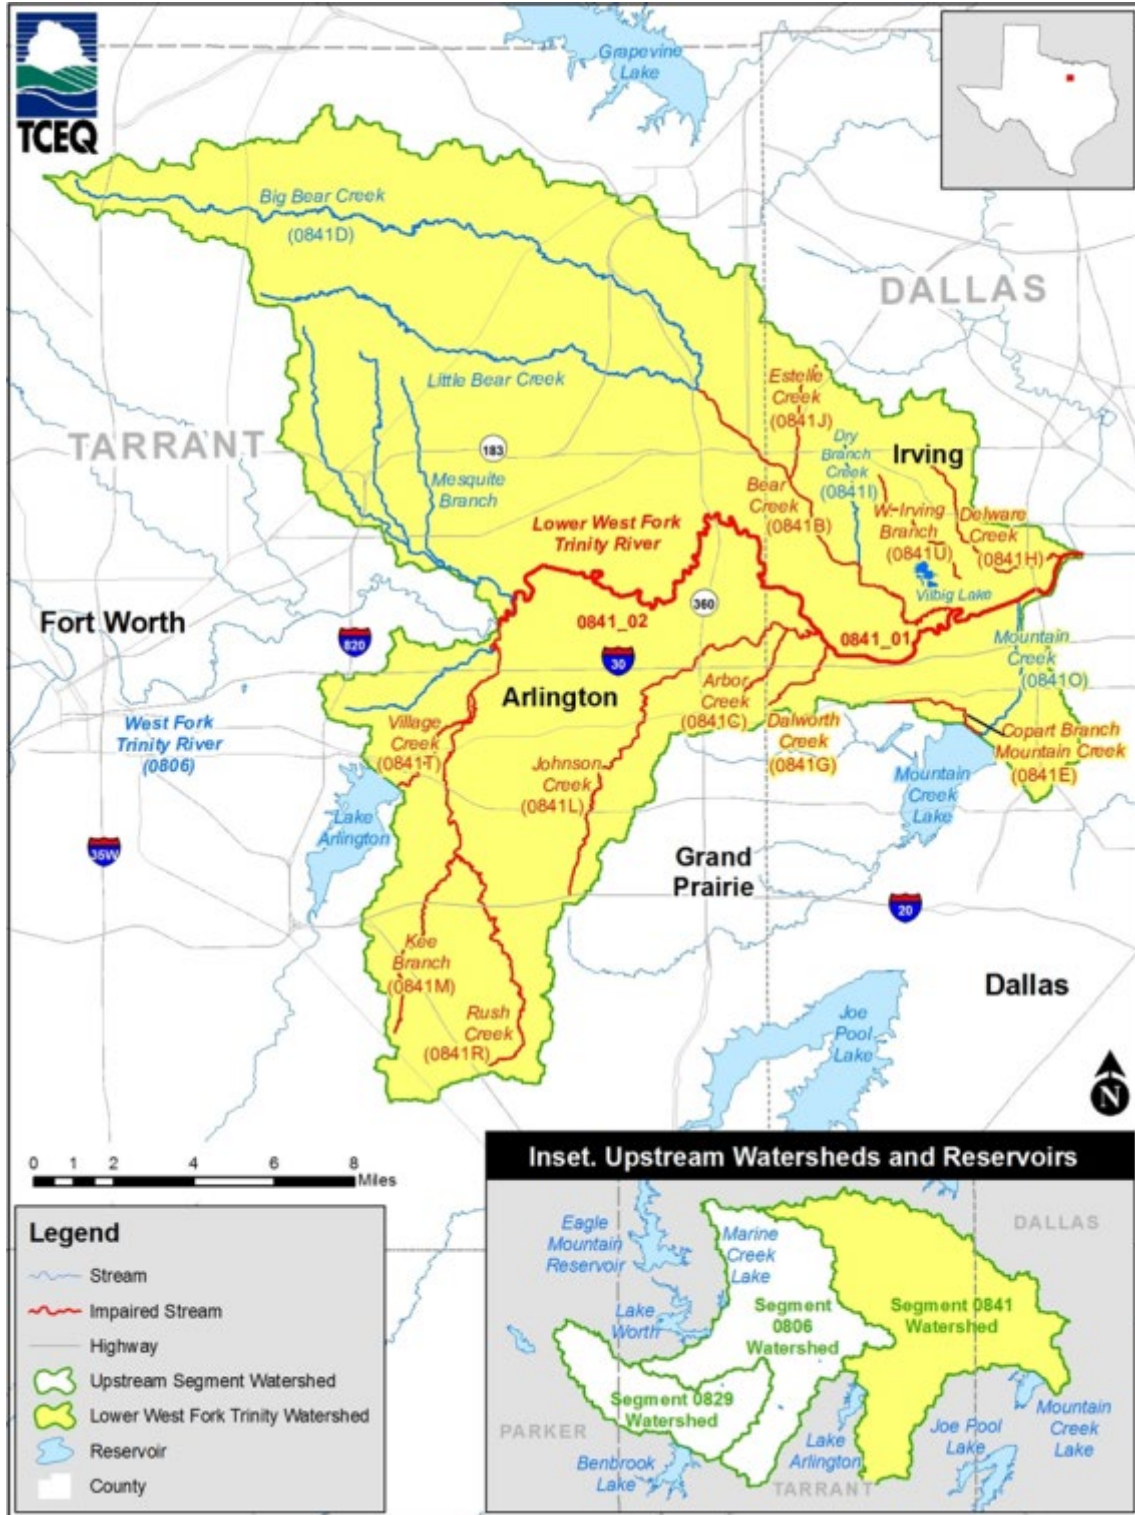 TCEQ
Grapevine
Lake
Big Bear Creek
(0841D)
DALLAS
Little Bear Creek
Estelle
Creek
(0841J)
TARRANT
183
Mesquite
Branch
Dry
Branch
Creek
(0841I)
Irving
Bear
Creek
(0841B)
W. Irving
Branch
(0841U)
Delware
Creek
(0841H)
Lower West Fork
Trinity River
Vilbig Lake
Fort Worth
820
0841_02
360
30
0841_01
Mountain
Creek
(0841O)
Arlington
West Fork
Trinity River
(0806)
Village
Creek
(0841T)
Arbor
Creek
(0841C)
Dalworth
Creek
(0841G)
Copart Branch
Mountain Creek
(0841E)
Johnson
Creek
(0841L)
Mountain
Creek
Lake
Lake
Arlington
35W
Grand
Prairie
20
Kee
Branch
(0841M)
Rush
Creek
(0841R)
Dallas
Joe
Pool
Lake
N
0 1 2 4 6 8
Miles
Legend
Stream
Impaired Stream
Highway
Upstream Segment Watershed
Lower West Fork Trinity Watershed
Reservoir
County
Inset. Upstream Watersheds and Reservoirs
Eagle
Mountain
Reservoir
Marine
Creek
Lake
DALLAS
Lake
Worth
Segment
0806
Watershed
Segment 0841
Watershed
Segment 0829
Watershed
PARKER
Benbrook
Lake
Lake
Arlington
TARRANT
Joe Pool
Lake
Mountain
Creek
Lake